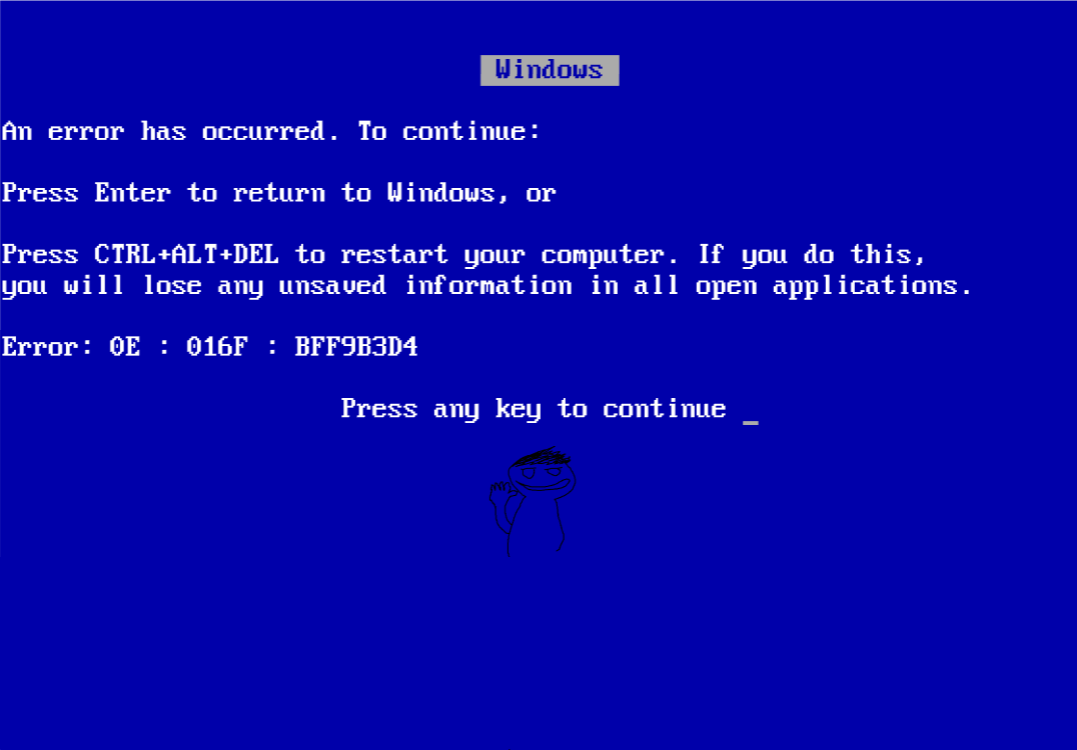 Windows
An error has occurred. To continue:
Press Enter to return to Windows, or
Press CTRL+ALT+DEL to restart your computer. If you do this,
you will lose any unsaved information in all open applications.
Error: 0E : 016F : BFF9B3D4
Press any key to continue _